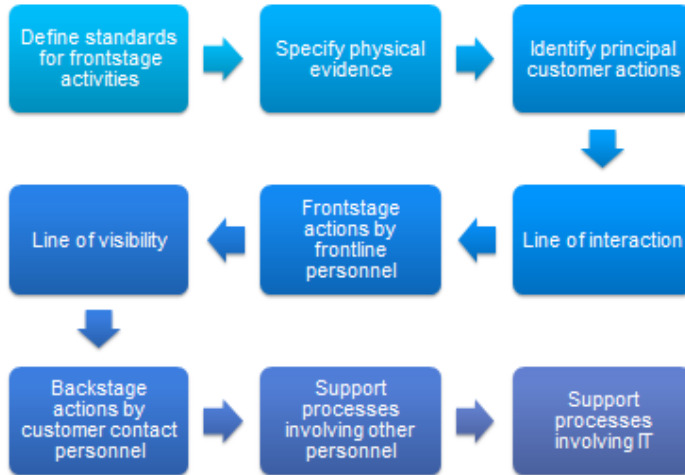 Define standards
for frontstage
activities
Specify physical
evidence
Identify principal
customer actions
Line of interaction
Frontstage
actions by
frontline
personnel
Line of visibility
Backstage
actions by
customer contact
personnel
Support
processes
involving other
personnel
Support
processes
involving IT